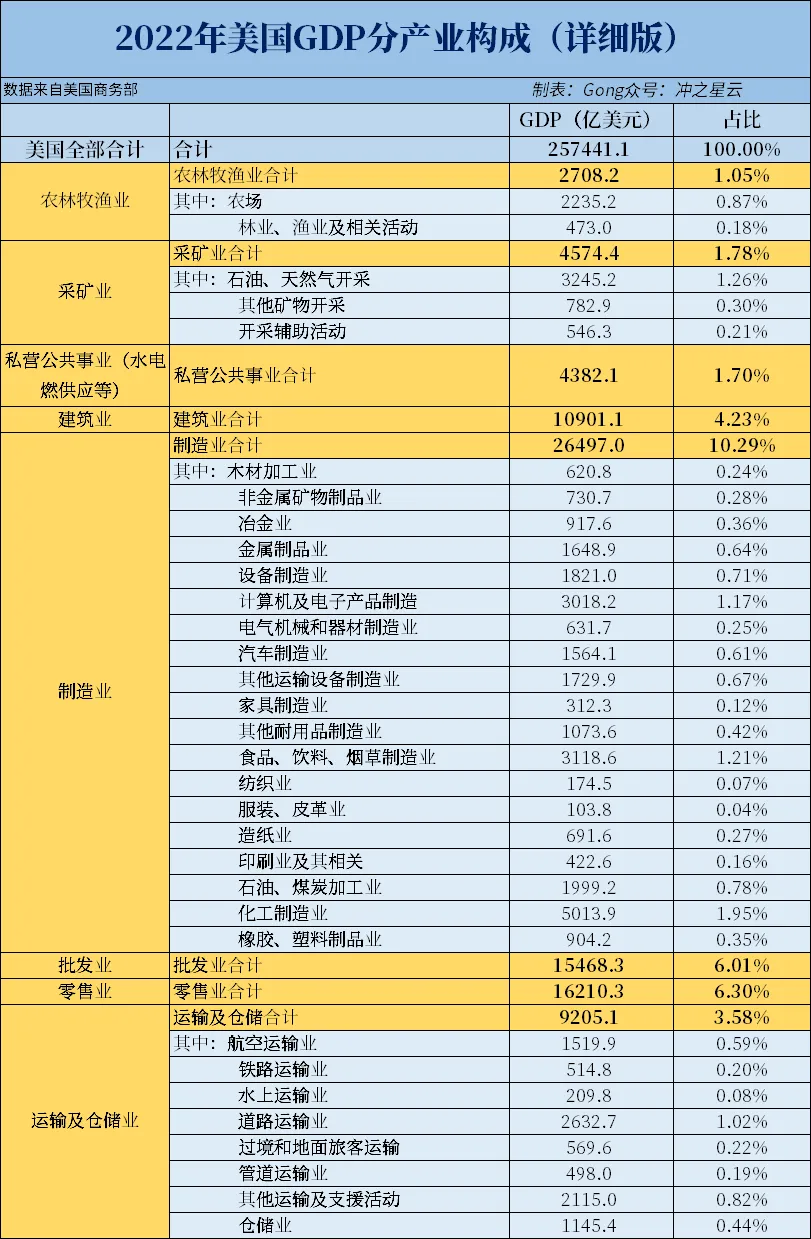 2022年美国GDP分产业构成（详细版）
数据来自美国商务部 制表：Gong众号：冲之星云
GDP（亿美元） 占比
美国全部合计 合计 257441.1 100.00%
农林牧渔业 农林牧渔业合计 2708.2 1.05%
其中：农场 2235.2 0.87%
林业、渔业及相关活动 473.0 0.18%
采矿业 采矿业合计 4574.4 1.78%
其中：石油、天然气开采 3245.2 1.26%
其他矿物开采 782.9 0.30%
开采辅助活动 546.3 0.21%
私营公共事业（水电
燃供应等） 私营公共事业合计 4382.1 1.70%
建筑业 建筑业合计 10901.1 4.23%
制造业 制造业合计 26497.0 10.29%
其中：木材加工业 620.8 0.24%
非金属矿物制品业 730.7 0.28%
冶金业 917.6 0.36%
金属制品业 1648.9 0.64%
设备制造业 1821.0 0.71%
计算机及电子产品制造 3018.2 1.17%
电气机械和器材制造业 631.7 0.25%
汽车制造业 1564.1 0.61%
其他运输设备制造业 1729.9 0.67%
家具制造业 312.3 0.12%
其他耐用品制造业 1073.6 0.42%
食品、饮料、烟草制造业 3118.6 1.21%
纺织业 174.5 0.07%
服装、皮革业 103.8 0.04%
造纸业 691.6 0.27%
印刷业及其相关 422.6 0.16%
石油、煤炭加工业 1999.2 0.78%
化工制造业 5013.9 1.95%
橡胶、塑料制品业 904.2 0.35%
批发业 批发业合计 15468.3 6.01%
零售业 零售业合计 16210.3 6.30%
运输及仓储业 运输及仓储合计 9205.1 3.58%
其中：航空运输业 1519.9 0.59%
铁路运输业 514.8 0.20%
水上运输业 209.8 0.08%
道路运输业 2632.7 1.02%
过境和地面旅客运输 569.6 0.22%
管道运输业 498.0 0.19%
其他运输及支援活动 2115.0 0.82%
仓储业 1145.4 0.44%